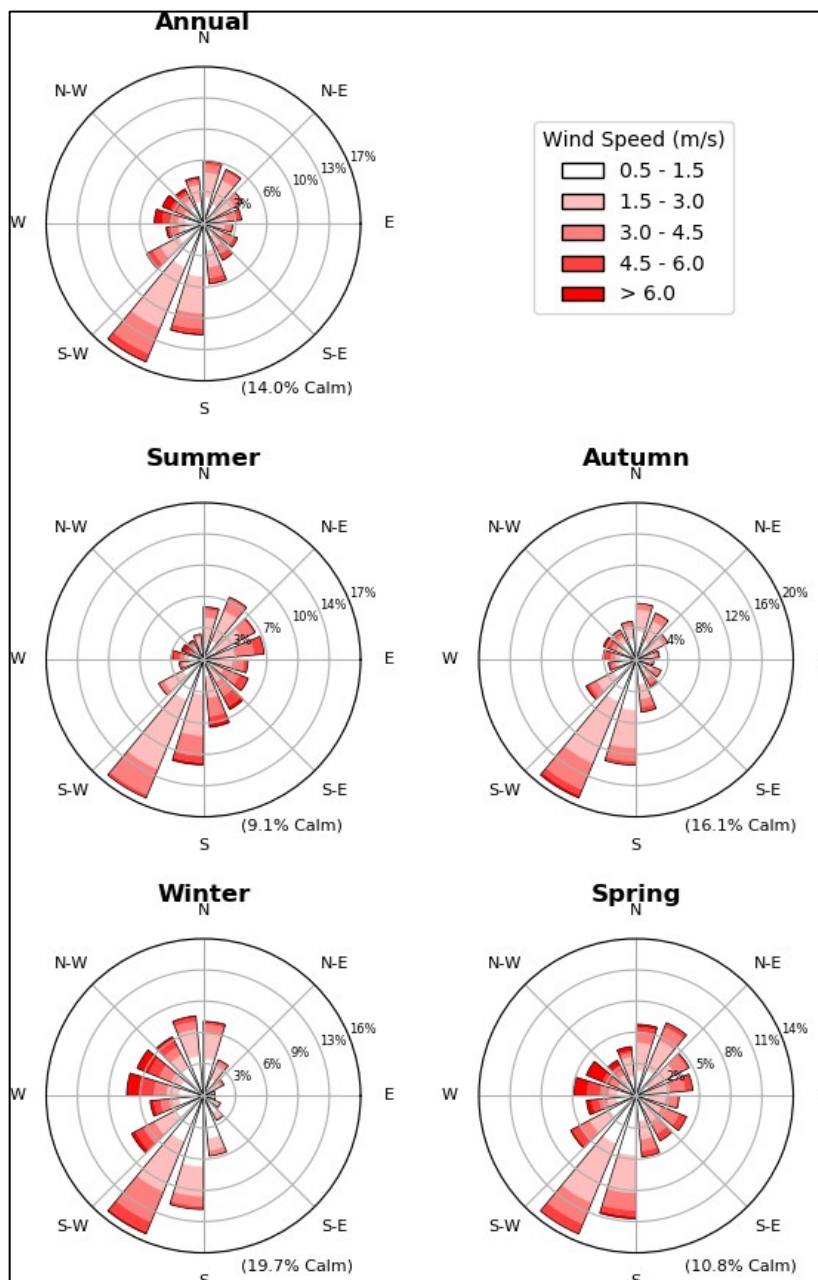 Annual
N
N-W
N-E
17%
13%
10%
6%
3%
W
E
S-W
S-E
(14.0% Calm)
S
Wind Speed (m/s)
0.5 - 1.5
1.5 - 3.0
3.0 - 4.5
4.5 - 6.0
> 6.0
Summer
N
N-W
N-E
17%
14%
10%
7%
3%
W
E
S-W
S-E
(9.1% Calm)
S
Autumn
N
N-W
N-E
20%
16%
12%
8%
4%
W
S-W
S-E
(16.1% Calm)
S
Winter
N
N-W
N-E
16%
13%
9%
6%
3%
W
E
S-W
S-E
(19.7% Calm)
S
Spring
N
N-W
N-E
14%
11%
8%
5%
2%
W
S-W
S-E
(10.8% Calm)
S